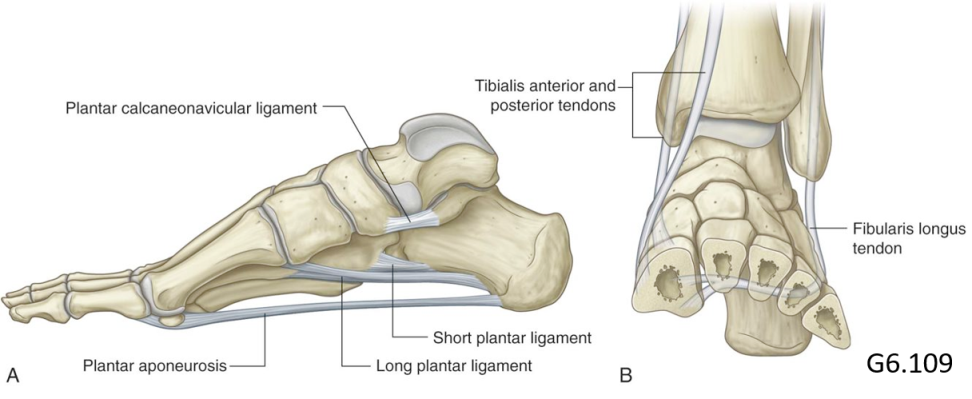 Plantar calcaneonavicular ligament
Short plantar ligament
Plantar aponeurosis
Long plantar ligament
A
Tibialis anterior and
posterior tendons
Fibularis longus
tendon
B
G6.109